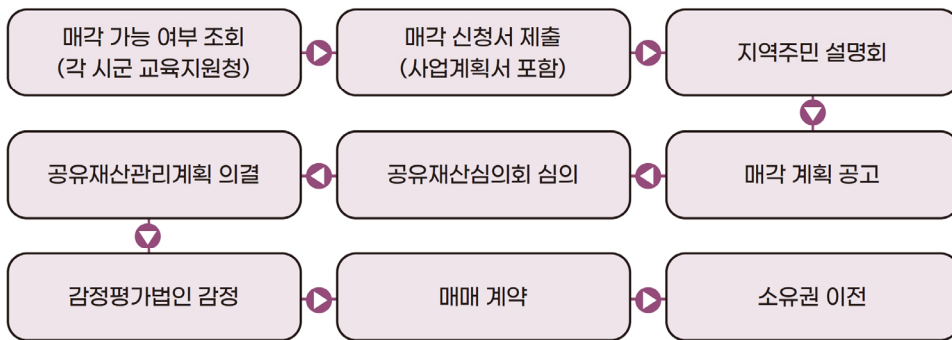 매각 가능 여부 조회
(각 시군 교육지원청)
매각 신청서 제출
(사업계획서 포함)
지역주민 설명회
매각 계획 공고
공유재산심의회 심의
공유재산관리계획 의결
감정평가법인 감정
매매 계약
소유권 이전